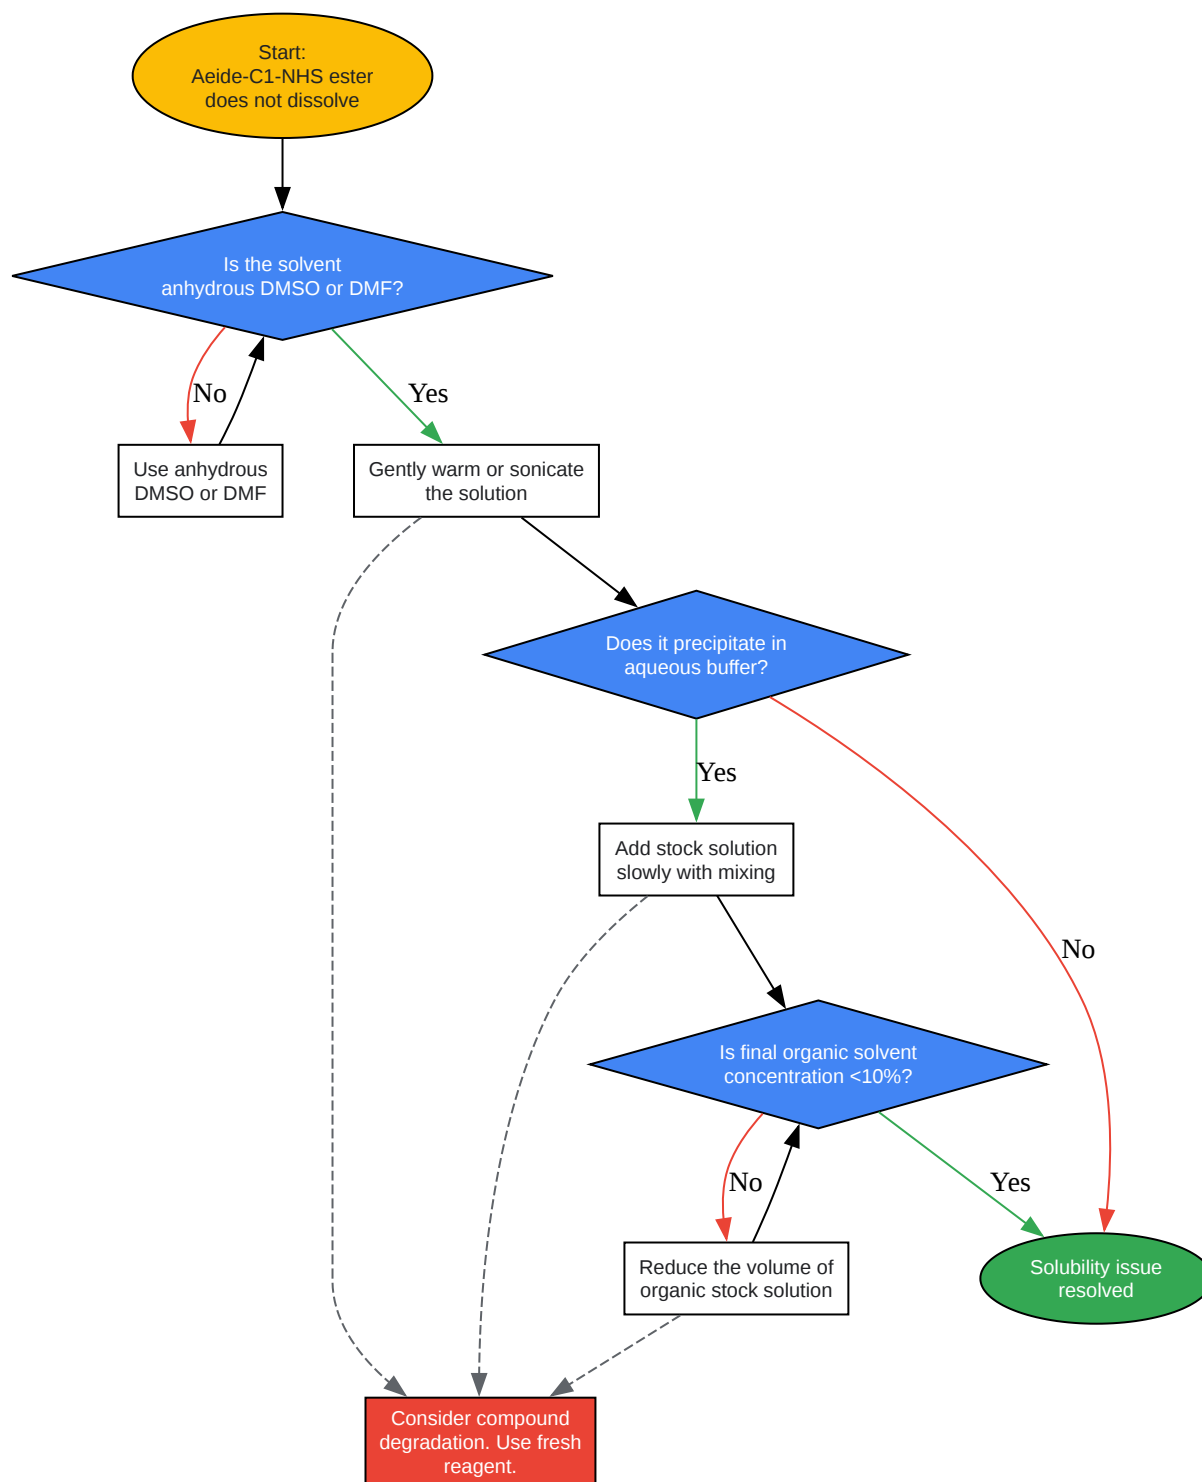 Start:
Aeide-C1-NHS ester
does not dissolve
Is the solvent
anhydrous DMSO or DMF?
No
Yes
Use anhydrous
DMSO or DMF
Gently warm or sonicate
the solution
Does it precipitate in
aqueous buffer?
Yes
Add stock solution
slowly with mixing
No
Is final organic solvent
concentration <10%?
No
Yes
Reduce the volume of
organic stock solution
Solubility issue
resolved
Consider compound
degradation. Use fresh
reagent.